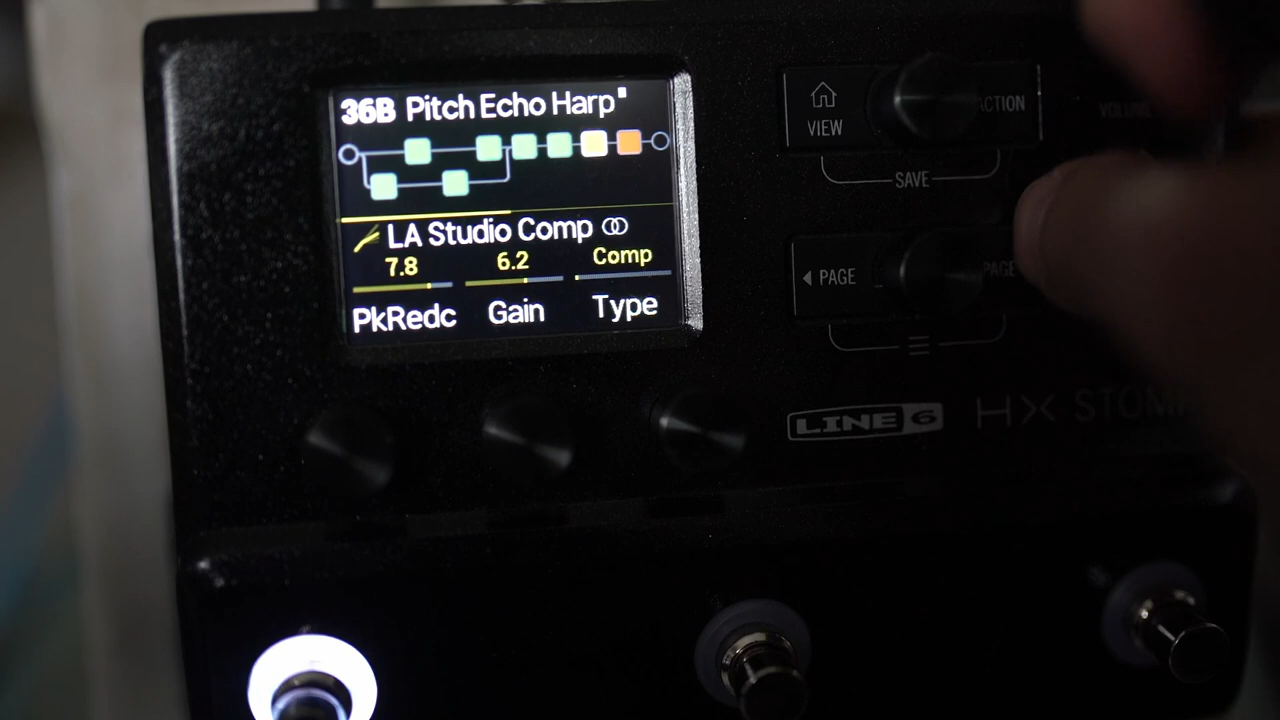 36B Pitch Echo Harp
LA Studio Comp
7.8 6.2 Comp
PkRedc Gain Type
VIEW
ACTION
SAVE
PAGE
PAGE
LINE 6
HX STOMP